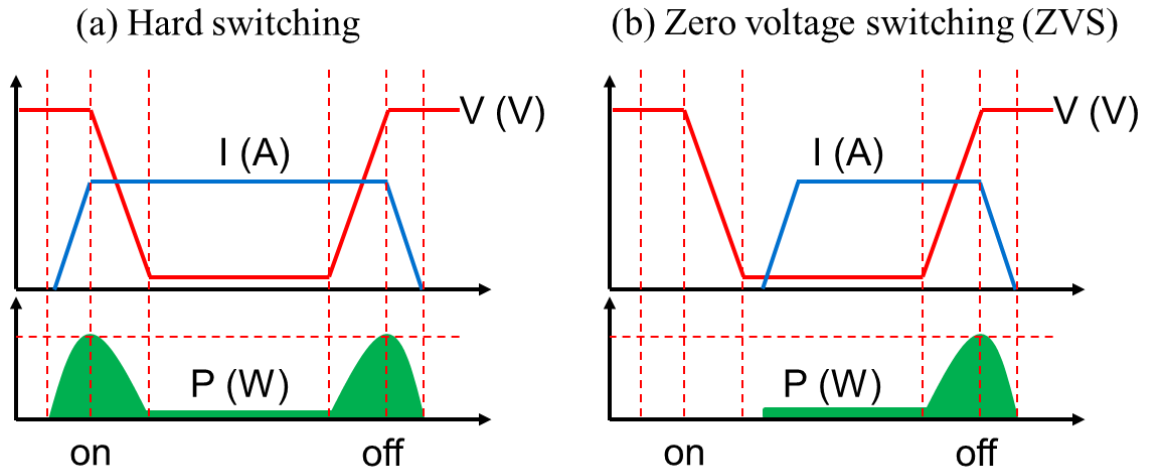 (a) Hard switching
(b) Zero voltage switching (ZVS)
V (V)
I (A)
P (W)
on
off
V (V)
I (A)
P (W)
on
off